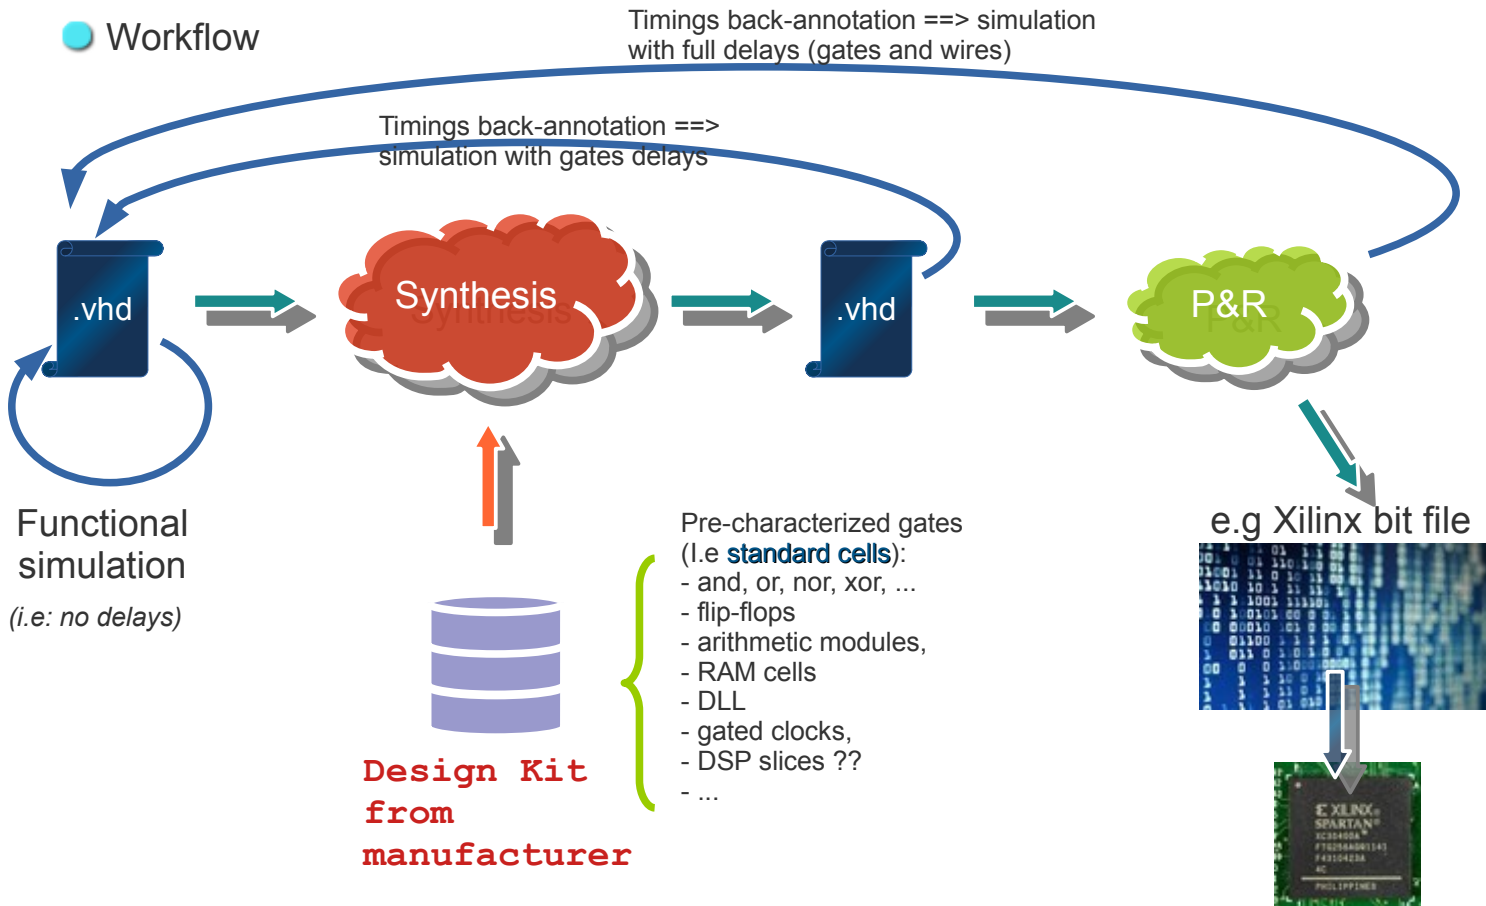 Workflow
Timings back-annotation ==> simulation
with full delays (gates and wires)
Timings back-annotation ==>
simulation with gates delays
.vhd
Synthesis
.vhd
P&R
Functional
simulation
(i.e: no delays)
Pre-characterized gates
(I.e standard cells):
- and, or, nor, xor, ...
- flip-flops
- arithmetic modules,
- RAM cells
- DLL
- gated clocks,
- DSP slices ??
- ...
Design Kit
from
manufacturer
e.g Xilinx bit file
XILINX®
SPARTAN®
4C
PHILIPPINES